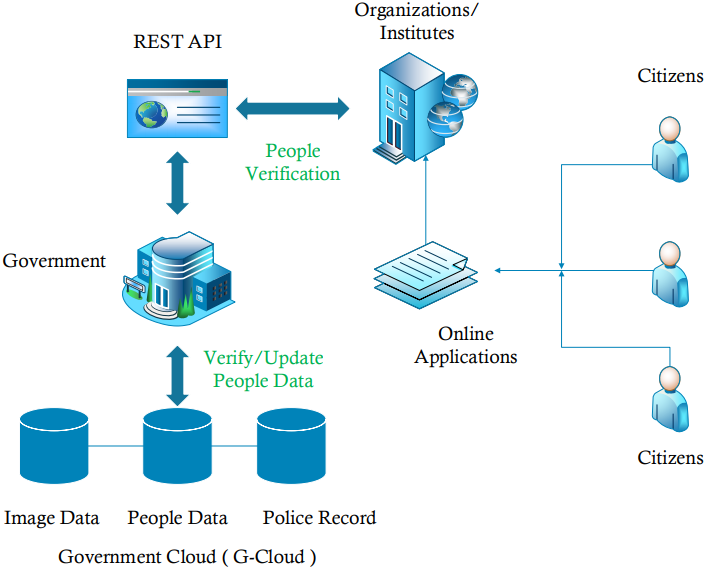 Organizations/
Institutes
REST API
Citizens
People
Verification
Government
Online
Applications
Verify/Update
People Data
Citizens
Image Data
People Data
Police Record
Government Cloud ( G-Cloud )